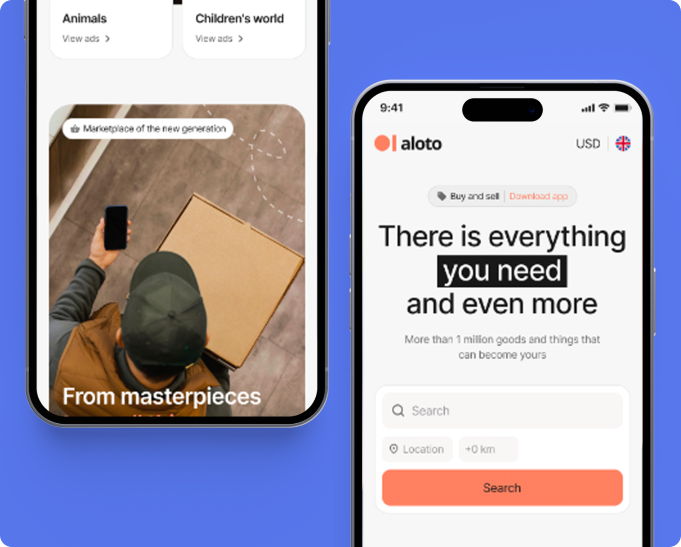 Animals
View ads
Children's world
View ads
Marketplace of the new generation
From masterpieces
9:41
aloto
USD
Buy and sell
Download app
There is everything
you need
and even more
More than 1 million goods and things that
can become yours
Search
Location
+0 km
Search